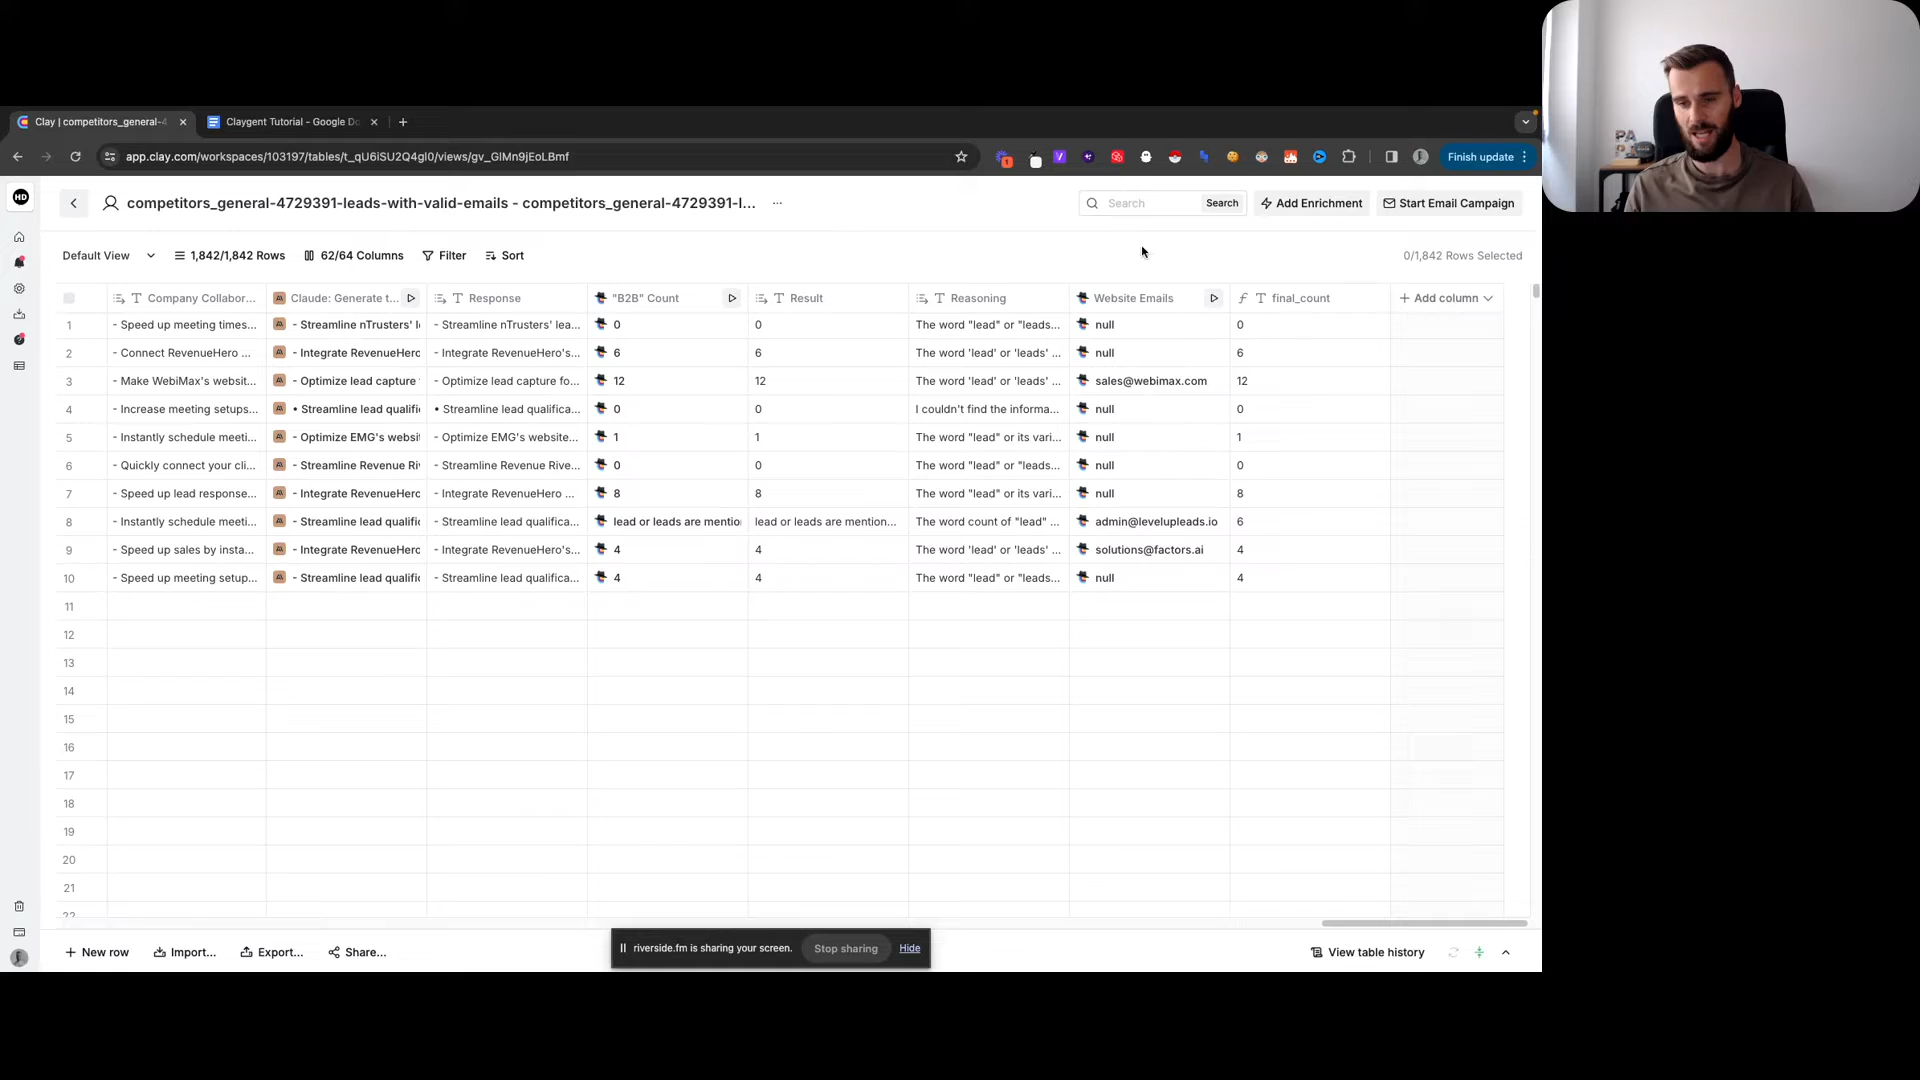 Clay | competitors_general-4
Claygent Tutorial - Google Do
app.clay.com/workspaces/103197/tables/t_qU6iSU2Q4gI0/views/gv_GlMn9jEoLBmf
Finish update
HD
competitors_general-4729391-leads-with-valid-emails - competitors_general-4729391-l... ...
Search Search Add Enrichment Start Email Campaign
Default View 1,842/1,842 Rows 62/64 Columns Filter Sort 0/1,842 Rows Selected
Company Collabor... Claude: Generate t... Response "B2B" Count Result Reasoning Website Emails final_count + Add column
1 - Speed up meeting times... - Streamline nTrusters' l - Streamline nTrusters' lea... 0 0 The word "lead" or "leads... null 0
2 - Connect RevenueHero ... - Integrate RevenueHero - Integrate RevenueHero's... 6 6 The word 'lead' or 'leads' ... null 6
3 - Make WebiMax's websit... - Optimize lead capture - Optimize lead capture fo... 12 12 The word 'lead' or 'leads' ... sales@webimax.com 12
4 - Increase meeting setups... • Streamline lead qualifi • Streamline lead qualifica... 0 0 I couldn't find the informa... null 0
5 - Instantly schedule meeti... - Optimize EMG's websit - Optimize EMG's website... 1 1 The word "lead" or its vari... null 1
6 - Quickly connect your cli... - Streamline Revenue Ri - Streamline Revenue Rive... 0 0 The word "lead" or "leads... null 0
7 - Speed up lead response... - Integrate RevenueHero - Integrate RevenueHero ... 8 8 The word "lead" or its vari... null 8
8 - Instantly schedule meeti... - Streamline lead qualific - Streamline lead qualifica... lead or leads are mentio lead or leads are mention... The word count of "lead" ... admin@levelupleads.io 6
9 - Speed up sales by insta... - Integrate RevenueHero - Integrate RevenueHero's... 4 4 The word 'lead' or 'leads' ... solutions@factors.ai 4
10 - Speed up meeting setup... - Streamline lead qualific - Streamline lead qualifica... 4 4 The word "lead" or "leads... null 4
11
12
13
14
15
16
17
18
19
20
21
22
+ New row Import... Export... Share... riverside.fm is sharing your screen. Stop sharing Hide View table history